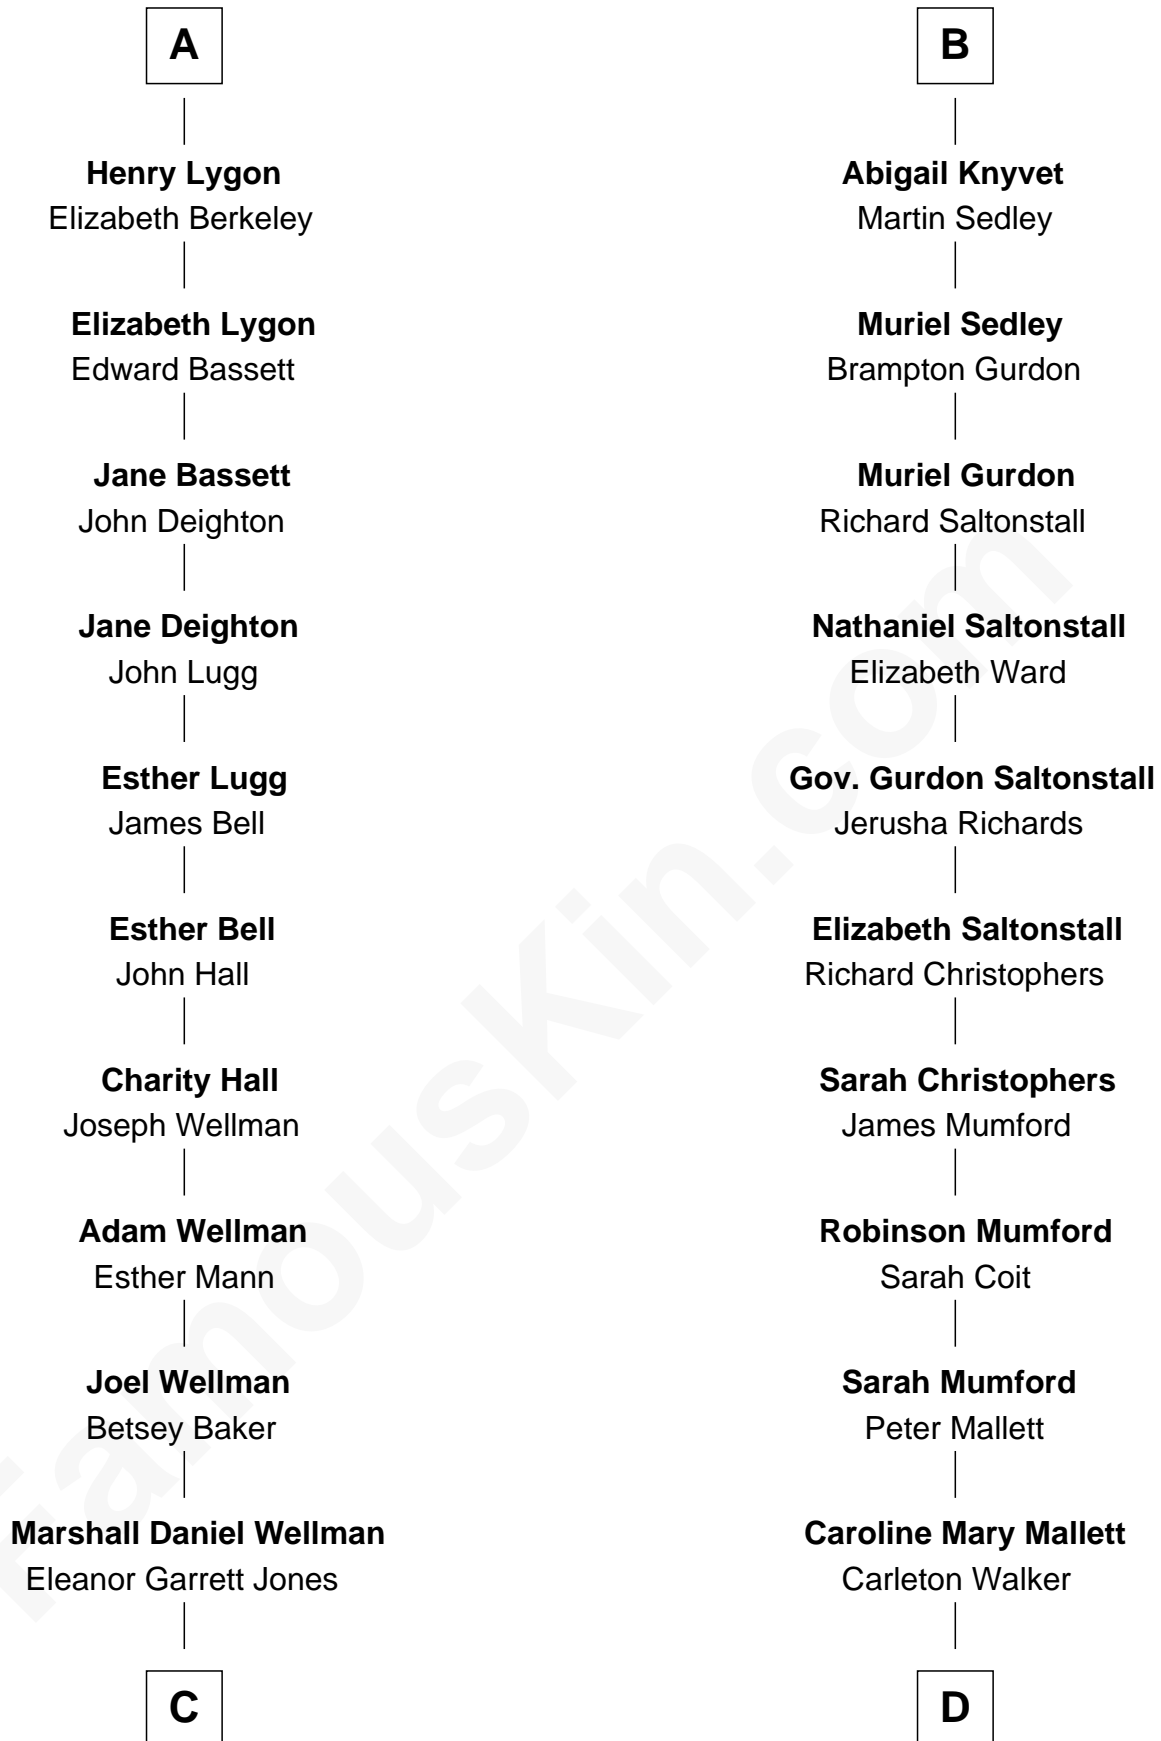 A
Henry Lygon
Elizabeth Berkeley
Elizabeth Lygon
Edward Bassett
Jane Bassett
John Deighton
Jane Deighton
John Lugg
Esther Lugg
James Bell
Esther Bell
John Hall
Charity Hall
Joseph Wellman
Adam Wellman
Esther Mann
Joel Wellman
Betsey Baker
Marshall Daniel Wellman
Eleanor Garrett Jones
C
B
Abigail Knyvet
Martin Sedley
Muriel Sedley
Brampton Gurdon
Muriel Gurdon
Richard Saltonstall
Nathaniel Saltonstall
Elizabeth Ward
Gov. Gurdon Saltonstall
Jerusha Richards
Elizabeth Saltonstall
Richard Christophers
Sarah Christophers
James Mumford
Robinson Mumford
Sarah Coit
Sarah Mumford
Peter Mallett
Caroline Mary Mallett
Carleton Walker
D
FamousKin.com